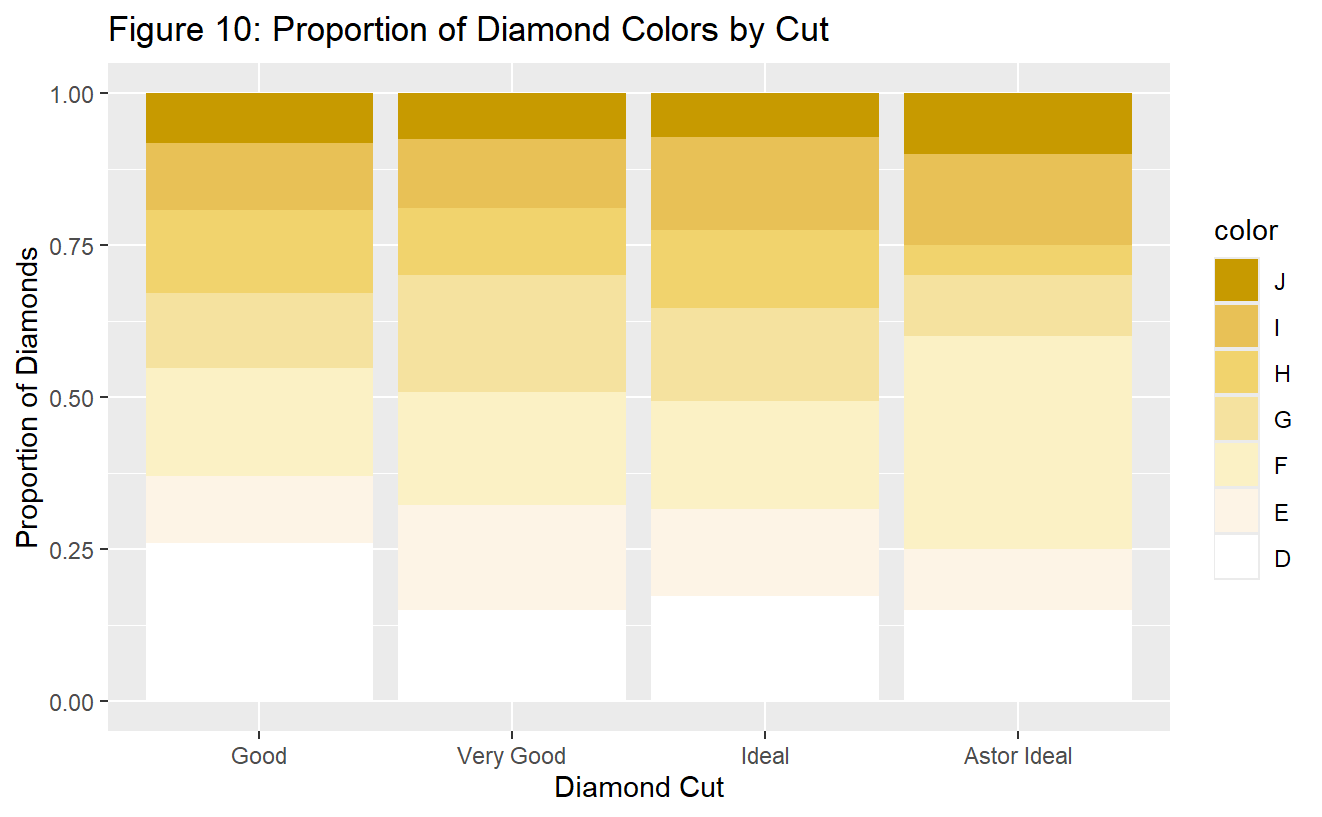 Figure 10: Proportion of Diamond Colors by Cut
Proportion of Diamonds
1.00
0.75
0.50
0.25
0.00
Good
Very Good
Ideal
Astor Ideal
Diamond Cut
color
J
I
H
G
F
E
D